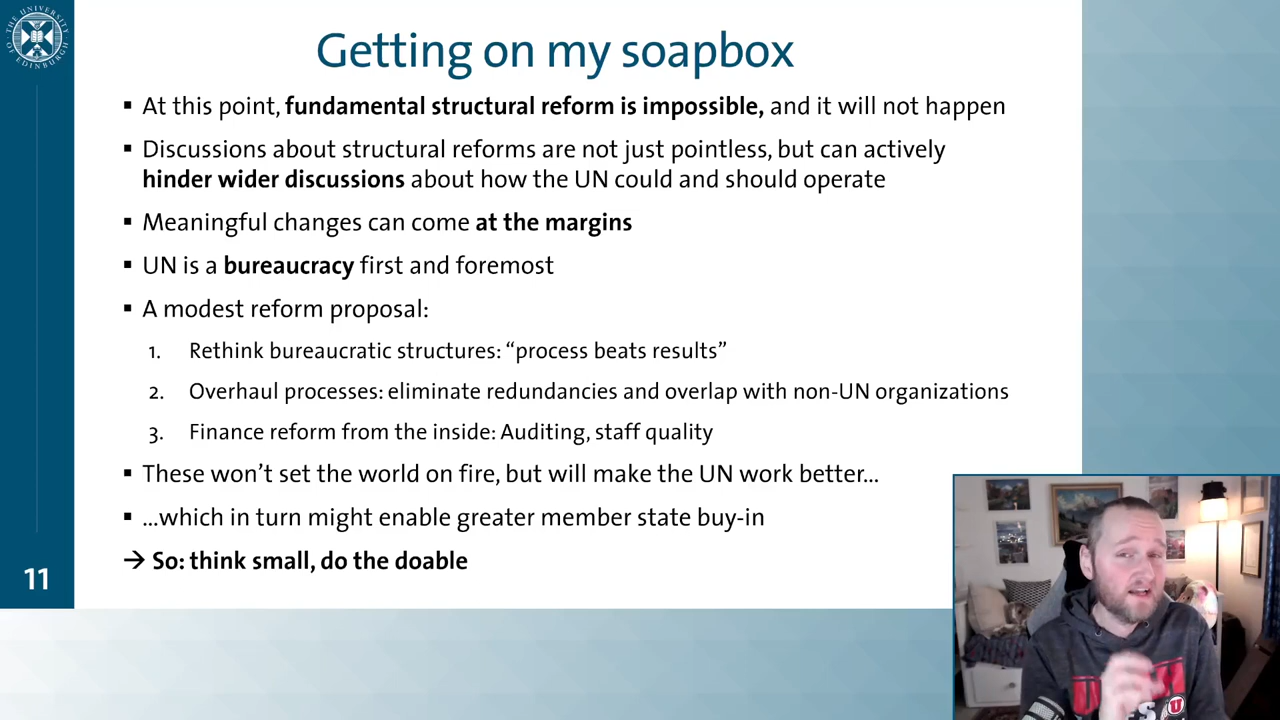 THE UNIVERSITY OF EDINBURGH
Getting on my soapbox
▪ At this point, fundamental structural reform is impossible, and it will not happen
▪ Discussions about structural reforms are not just pointless, but can actively
hinder wider discussions about how the UN could and should operate
▪ Meaningful changes can come at the margins
▪ UN is a bureaucracy first and foremost
▪ A modest reform proposal:
1. Rethink bureaucratic structures: “process beats results”
2. Overhaul processes: eliminate redundancies and overlap with non-UN organizations
3. Finance reform from the inside: Auditing, staff quality
▪ These won’t set the world on fire, but will make the UN work better…
▪ …which in turn might enable greater member state buy-in
→ So: think small, do the doable
11
U